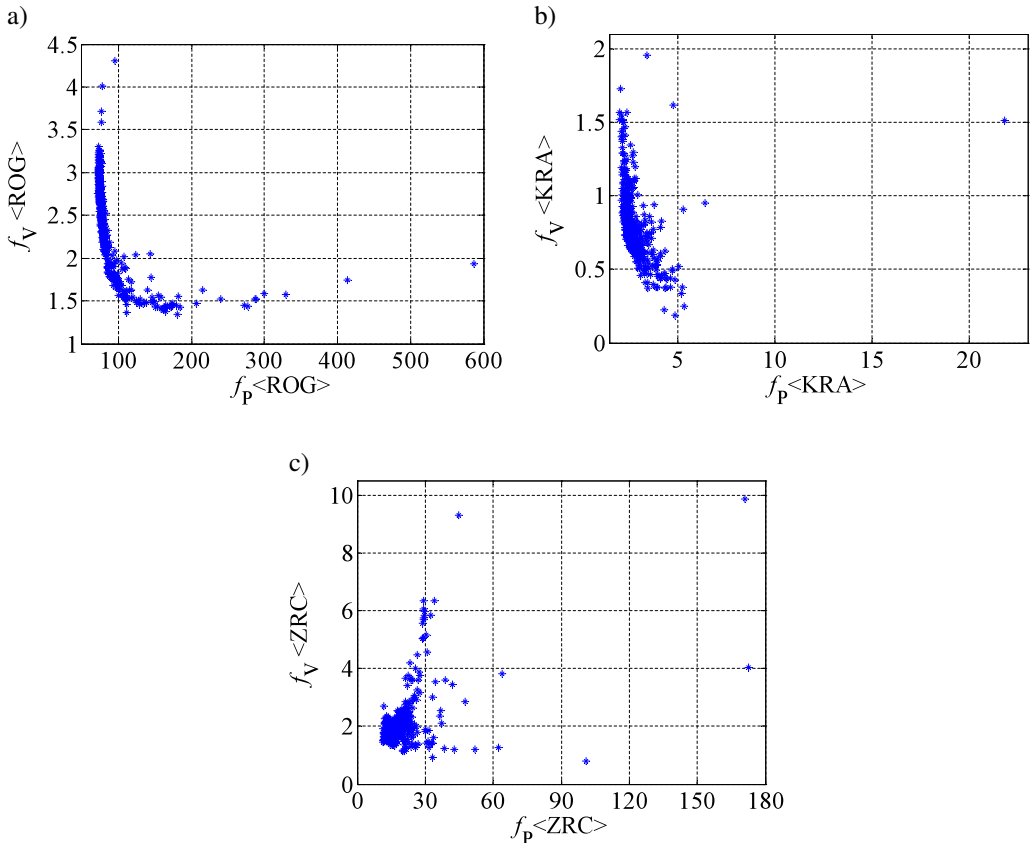 a)
4.5
4
3.5
3
2.5
2
1.5
1
f_V <ROG>
100 200 300 400 500 600
f_P<ROG>
b)
2
1.5
1
0.5
0
f_V <KRA>
5 10 15 20
f_P<KRA>
c)
10
8
6
4
2
0
f_V <ZRC>
0 30 60 90 120 150 180
f_P<ZRC>